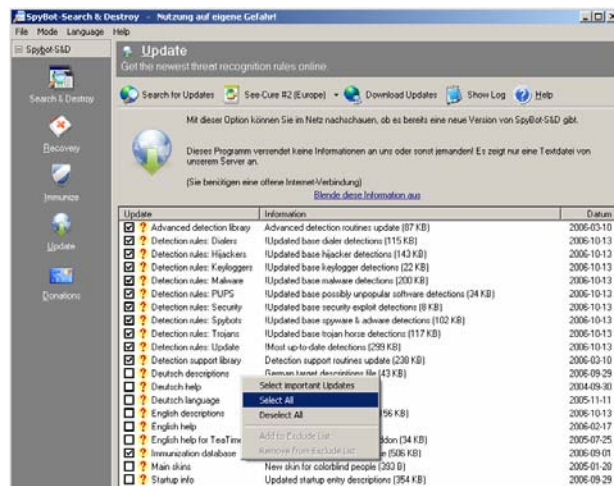 SpyBot-Search & Destroy - Nutzung auf eigene Gefahr!
File Mode Language Help
Spybot-S&D
Update
Get the newest threat recognition rules online.
Search for Updates See-Cure #2 (Europe) Download Updates Show Log Help
Search & Destroy
Recovery
Immunize
Update
Donations
Mit dieser Option können Sie im Netz nachschauen, ob es bereits eine neue Version von SpyBot-S&D gibt.
Dieses Programm versendet keine Informationen an uns oder sonst jemanden! Es zeigt nur eine Textdatei von
unserem Server an.
(Sie benötigen eine offene Internet-Verbindung)
Blende diese Information aus
Update Information Datum
Advanced detection library Advanced detection routines update (87 KB) 2006-03-10
Detection rules: Dialers !Updated base dialer detections (115 KB) 2006-10-13
Detection rules: Hijackers !Updated base hijacker detections (143 KB) 2006-10-13
Detection rules: Keyloggers !Updated base keylogger detections (22 KB) 2006-10-13
Detection rules: Malware !Updated base malware detections (200 KB) 2006-10-13
Detection rules: PUPS !Updated base possibly unpopular software detections (34 KB) 2006-10-13
Detection rules: Security !Updated base security exploit detections (8 KB) 2006-10-13
Detection rules: Spybots !Updated base spyware & adware detections (102 KB) 2006-10-13
Detection rules: Trojans !Updated base trojan horse detections (117 KB) 2006-10-13
Detection rules: Update !Most up-to-date detections (299 KB) 2006-10-13
Detection support library Detection support routines update (238 KB) 2006-03-10
Deutsch descriptions German target descriptions file (43 KB) 2006-09-29
Deutsch help 2004-09-30
Deutsch language 2005-11-11
English descriptions 56 KB) 2006-09-29
English help 2006-02-17
English help for TeaTime ddon (34 KB) 2005-07-25
Immunization database e (506 KB) 2006-09-01
Main skins New skin for colorblind people (393 B) 2005-01-20
Startup info Updated startup entry descriptions (354 KB) 2006-09-29
Select important Updates
Select All
Deselect All
Add to Exclude List
Remove from Exclude List